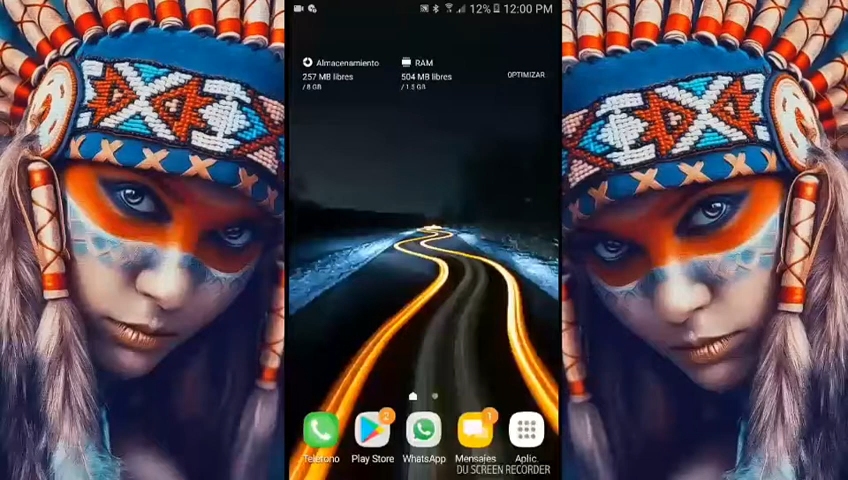 12% 12:00 PM
Almacenamiento
257 MB libres
/ 8 GB
RAM
504 MB libres
/ 1.5 GB
OPTIMIZAR
2
1
Teléfono
Play Store
WhatsApp
Mensajes
Aplic.
DU SCREEN RECORDER